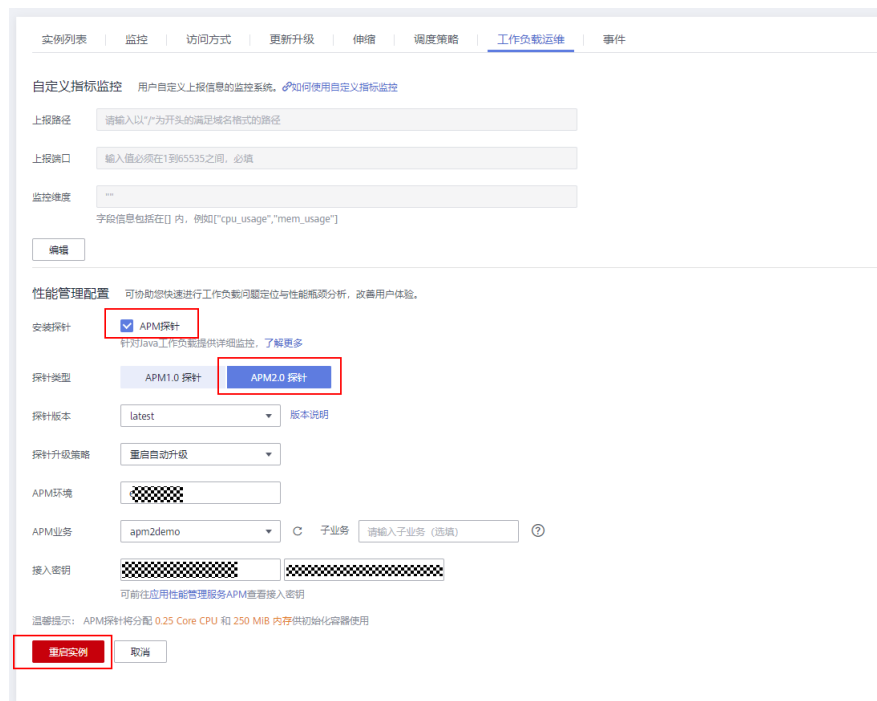 实例列表 监控 访问方式 更新升级 伸缩 调度策略 工作负载运维 事件
自定义指标监控 用户自定义上报信息的监控系统。 如何使用自定义指标监控
上报路径 请输入以"/"为开头的满足域名格式的路径
上报端口 输入值必须在1到65535之间，必填
监控维度 ""
字段信息包括在[] 内，例如["cpu_usage","mem_usage"]
编辑
性能管理配置 可协助您快速进行工作负载问题定位与性能瓶颈分析，改善用户体验。
安装探针 APM探针
针对Java工作负载提供详细监控，了解更多
探针类型 APM1.0 探针 APM2.0 探针
探针版本 latest 版本说明
探针升级策略 重启自动升级
APM环境
APM业务 apm2demo 子业务 请输入子业务（选填）
接入密钥
可前往应用性能管理服务APM查看接入密钥
温馨提示： APM探针将分配 0.25 Core CPU 和 250 MiB 内存供初始化容器使用
重启实例 取消